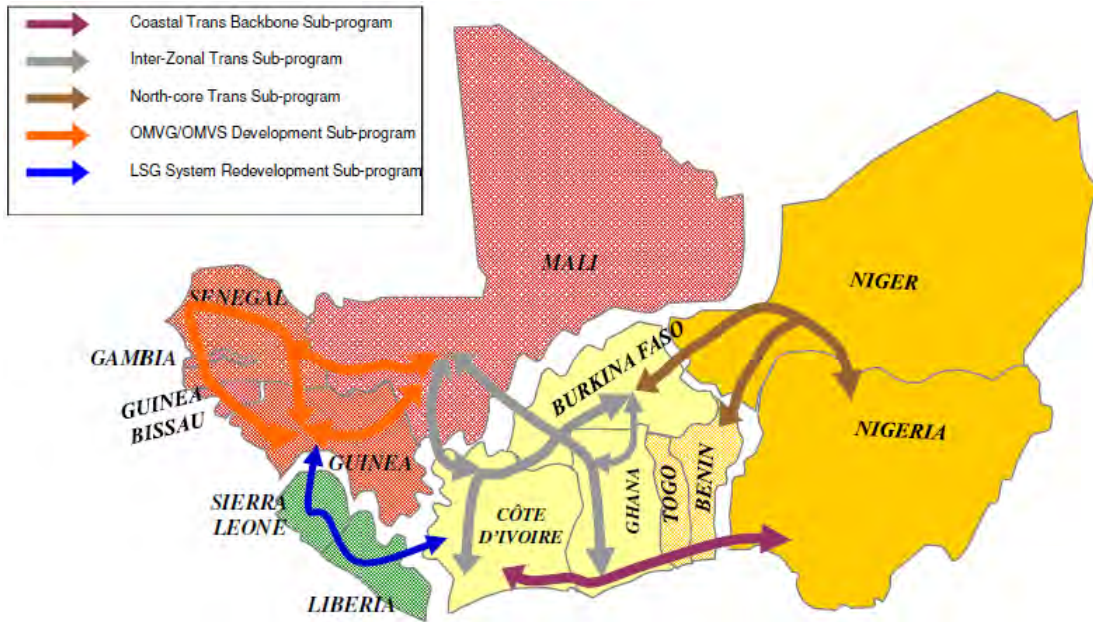 Coastal Trans Backbone Sub-program
Inter-Zonal Trans Sub-program
North-core Trans Sub-program
OMVG/OMVS Development Sub-program
LSG System Redevelopment Sub-program
MALI
NIGER
SENEGAL
GAMBIA
BURKINA FASO
GUINEA
BISSAU
NIGERIA
GUINEA
SIERRA
LEONE
CÔTE
D'IVOIRE
GHANA
TOGO
BENIN
LIBERIA